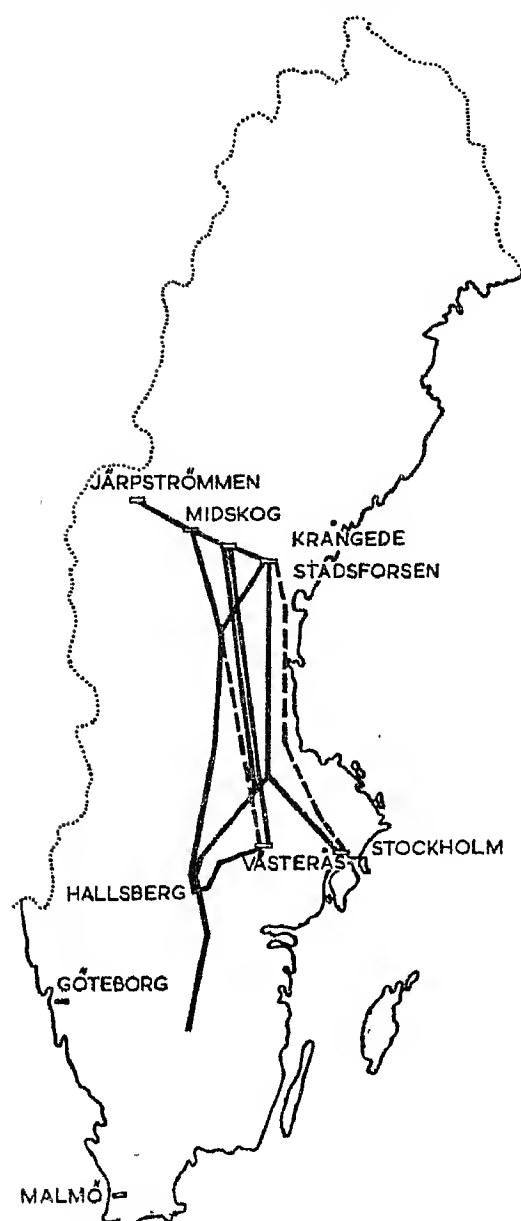 JÄRPSTRÖMMEN
MIDSKOG
KRÅNGEDE
STADSFORSEN
STOCKHOLM
VÄSTERÅS
HALLSBERG
GÖTEBORG
MALMÖ